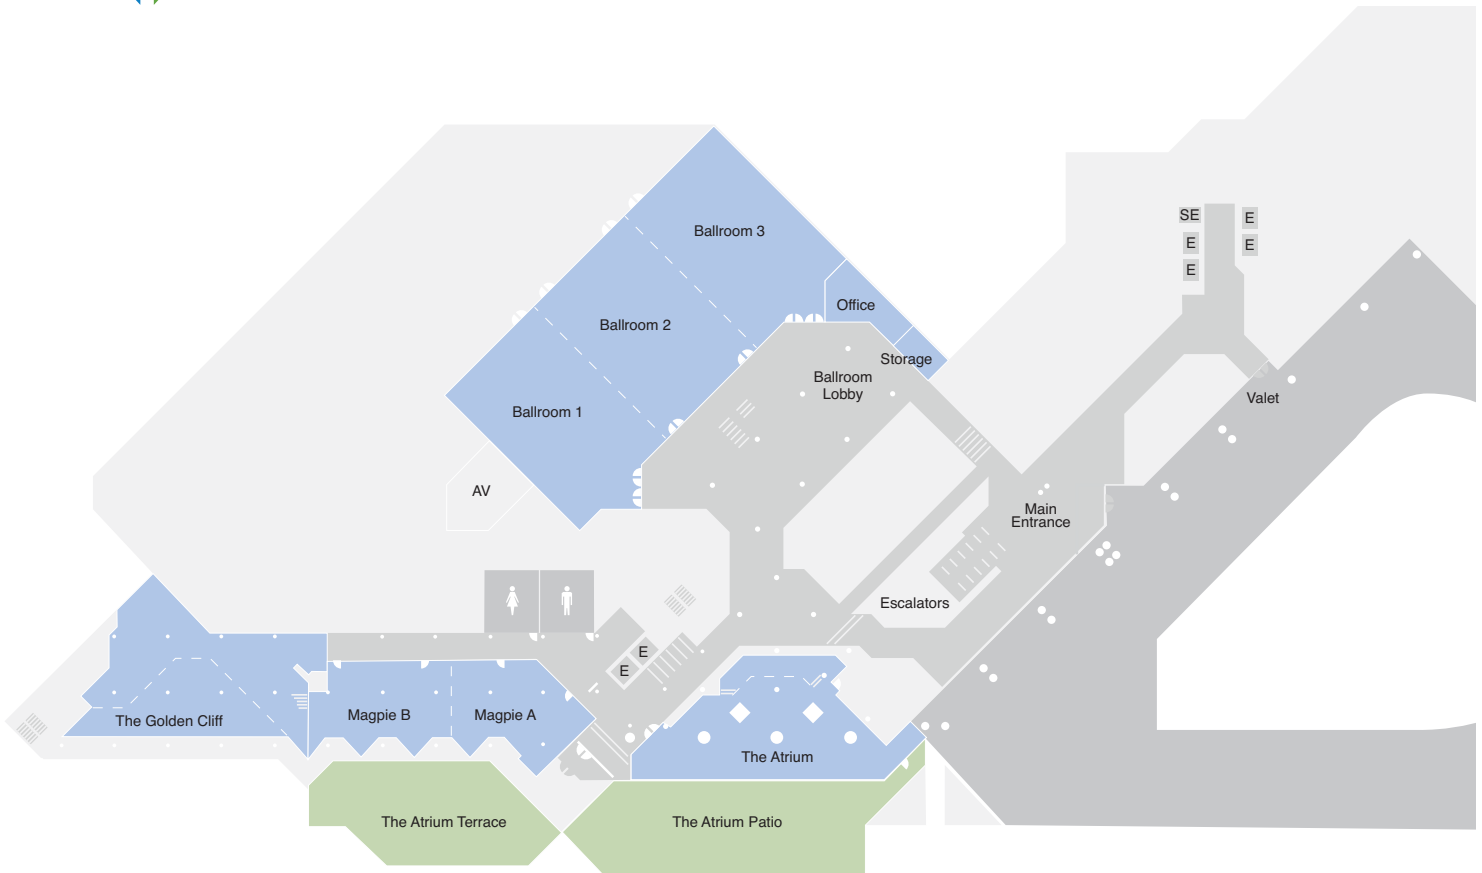 SE
E
E
E
E
Ballroom 3
Office
Ballroom 2
Storage
Ballroom
Lobby
Valet
Ballroom 1
AV
Main
Entrance
Escalators
E
E
The Golden Cliff
Magpie B
Magpie A
The Atrium
The Atrium Terrace
The Atrium Patio